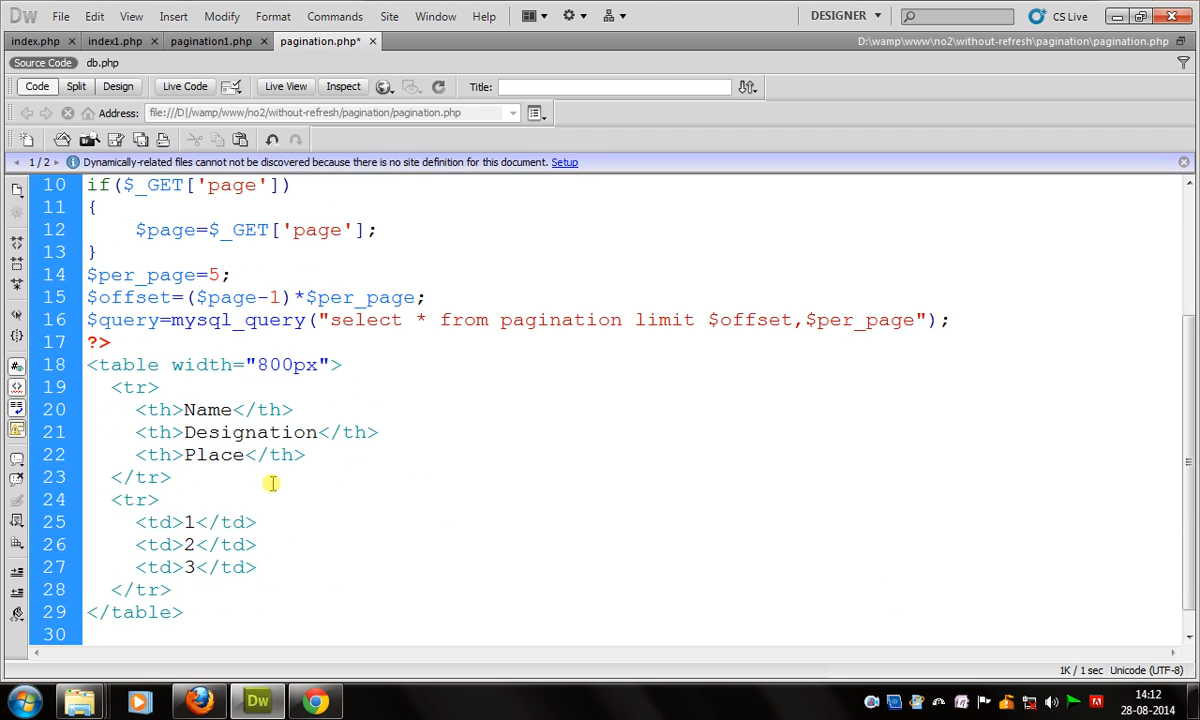 Dw File Edit View Insert Modify Format Commands Site Window Help DESIGNER CS Live
index.php index1.php pagination1.php pagination.php* D:\wamp\www\no2\without-refresh\pagination\pagination.php
Source Code db.php
Code Split Design Live Code Live View Inspect Title:
Address: file:///D|/wamp/www/no2/without-refresh/pagination/pagination.php
1 / 2 Dynamically-related files cannot not be discovered because there is no site definition for this document. Setup
10 if($_GET['page'])
11 {
12 $page=$_GET['page'];
13 }
14 $per_page=5;
15 $offset=($page-1)*$per_page;
16 $query=mysql_query("select * from pagination limit $offset,$per_page");
17 ?>
18 <table width="800px">
19 <tr>
20 <th>Name</th>
21 <th>Designation</th>
22 <th>Place</th>
23 </tr>
24 <tr>
25 <td>1</td>
26 <td>2</td>
27 <td>3</td>
28 </tr>
29 </table>
30
1K / 1 sec Unicode (UTF-8)
Dw 14:12
28-08-2014